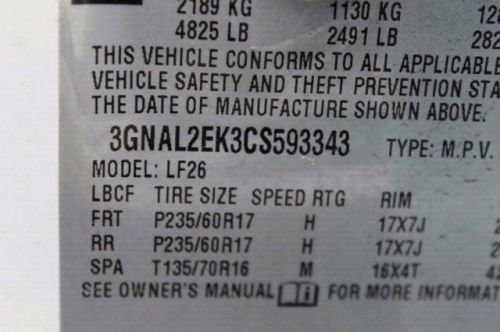 2189 KG 1130 KG
4825 LB 2491 LB
THIS VEHICLE CONFORMS TO ALL APPLICABLE
VEHICLE SAFETY AND THEFT PREVENTION STA
THE DATE OF MANUFACTURE SHOWN ABOVE.
3GNAL2EK3CS593343 TYPE: M.P.V.
MODEL: LF26
LBCF TIRE SIZE SPEED RTG RIM
FRT P235/60R17 H 17X7J
RR P235/60R17 H 17X7J
SPA T135/70R16 M 16X4T
SEE OWNER'S MANUAL FOR MORE INFORMAT